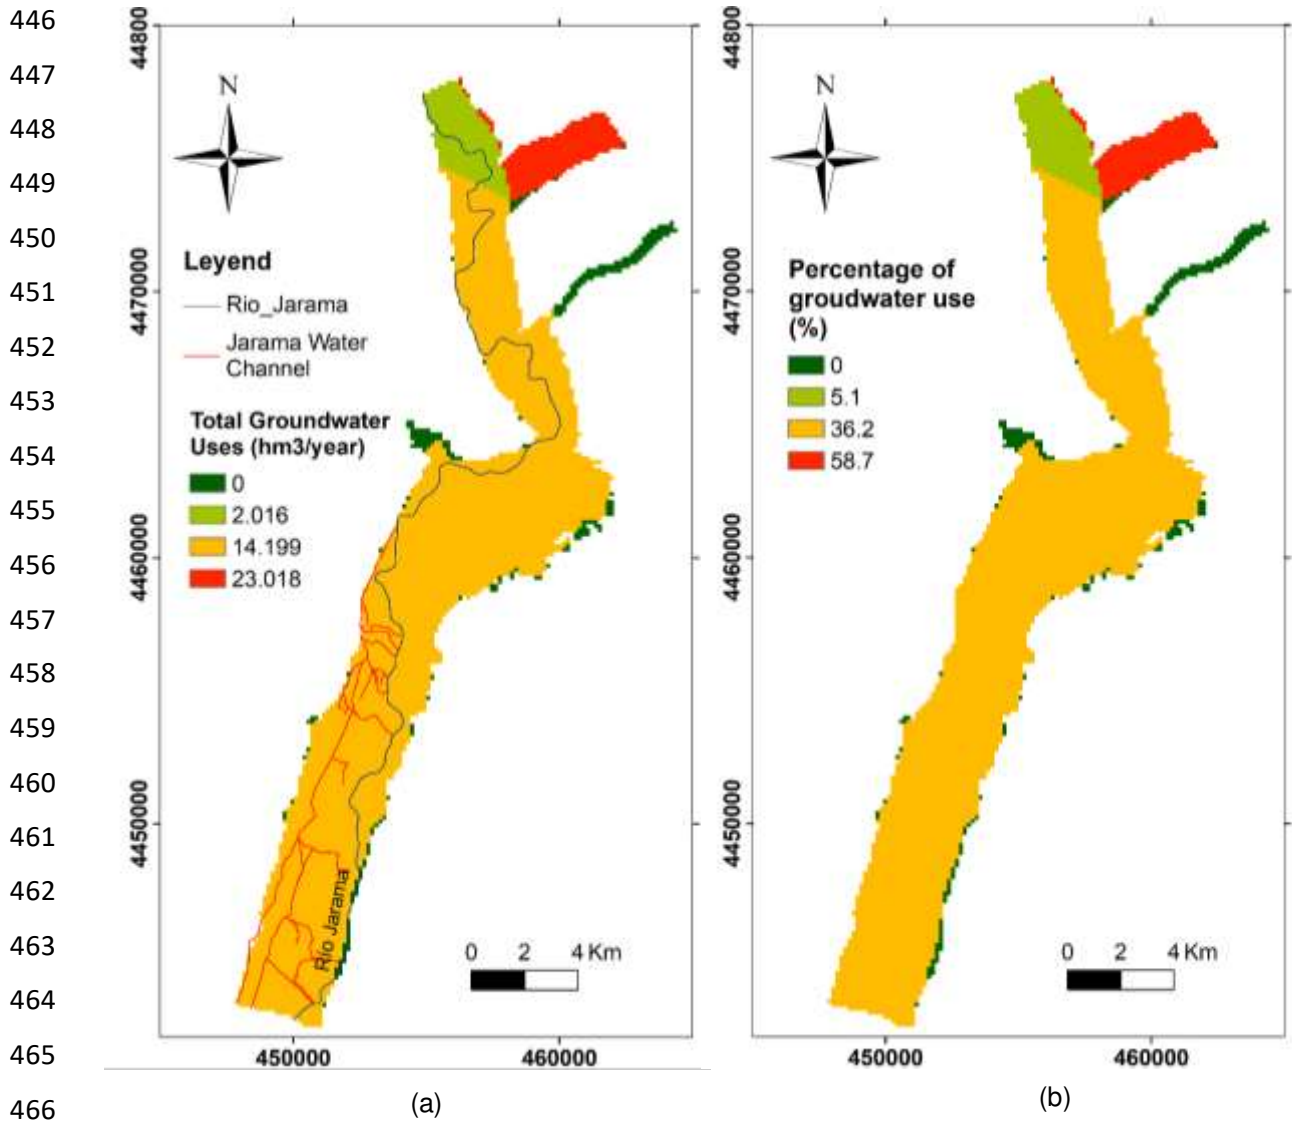 446
447
448
449
450
451
452
453
454
455
456
457
458
459
460
461
462
463
464
465
466
44800
4470000
4460000
4450000
N
Leyend
Rio_Jarama
Jarama Water
Channel
Total Groundwater
Uses (hm3/year)
0
2.016
14.199
23.018
Río Jarama
0 2 4 Km
450000 460000
(a)
44800
4470000
4460000
4450000
N
Percentage of
groudwater use
(%)
0
5.1
36.2
58.7
0 2 4 Km
450000 460000
(b)